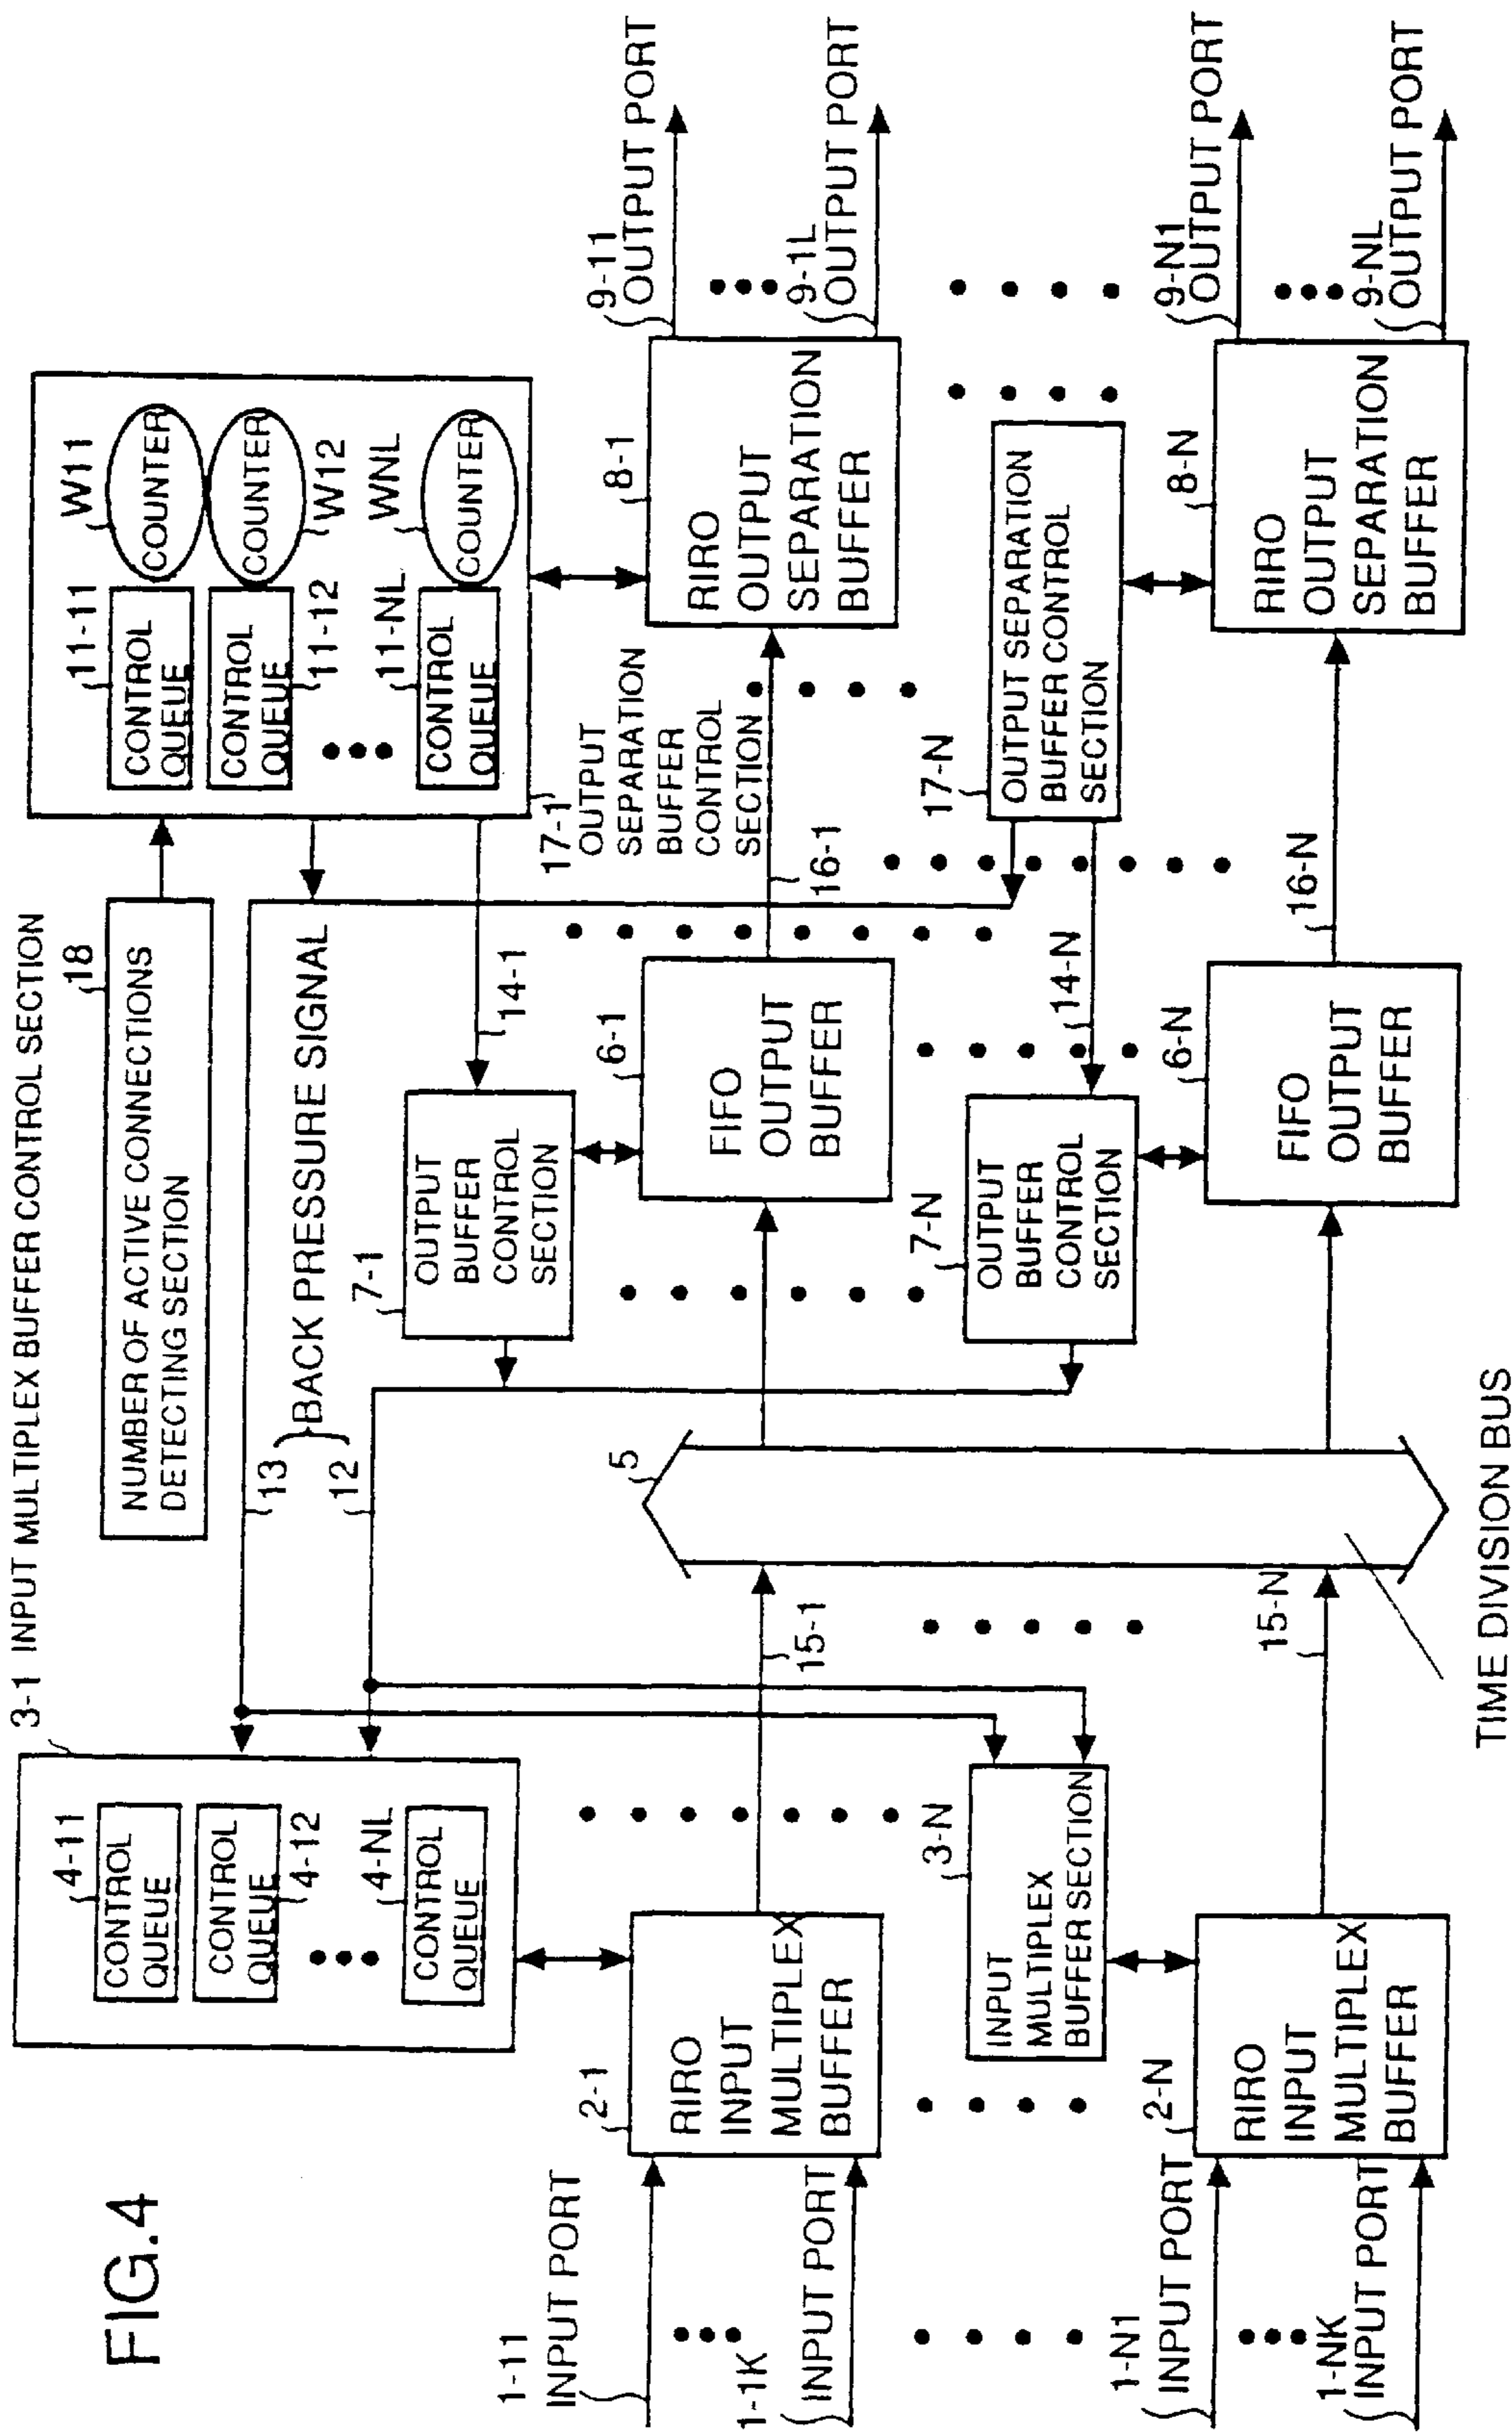 FIG.4
3-1 INPUT MULTIPLEX BUFFER CONTROL SECTION
4-11
CONTROL
QUEUE
CONTROL
QUEUE
4-12
4-NL
CONTROL
QUEUE
18
NUMBER OF ACTIVE CONNECTIONS
DETECTING SECTION
13
12
BACK PRESSURE SIGNAL
11-11
CONTROL
QUEUE
W11
COUNTER
CONTROL
QUEUE
11-12
COUNTER
W12
11-NL
CONTROL
QUEUE
WNL
COUNTER
17-1
OUTPUT
SEPARATION
BUFFER
CONTROL
SECTION
14-1
7-1
OUTPUT
BUFFER
CONTROL
SECTION
1-11
INPUT PORT
1-1K
INPUT PORT
2-1
RIRO
INPUT
MULTIPLEX
BUFFER
15-1
5
6-1
FIFO
OUTPUT
BUFFER
16-1
8-1
RIRO
OUTPUT
SEPARATION
BUFFER
9-11
OUTPUT PORT
9-1L
OUTPUT PORT
3-N
INPUT
MULTIPLEX
BUFFER SECTION
7-N
OUTPUT
BUFFER
CONTROL
SECTION
14-N
17-N
OUTPUT SEPARATION
BUFFER CONTROL
SECTION
1-N1
INPUT PORT
1-NK
INPUT PORT
2-N
RIRO
INPUT
MULTIPLEX
BUFFER
15-N
6-N
FIFO
OUTPUT
BUFFER
16-N
8-N
RIRO
OUTPUT
SEPARATION
BUFFER
9-N1
OUTPUT PORT
9-NL
OUTPUT PORT
TIME DIVISION BUS